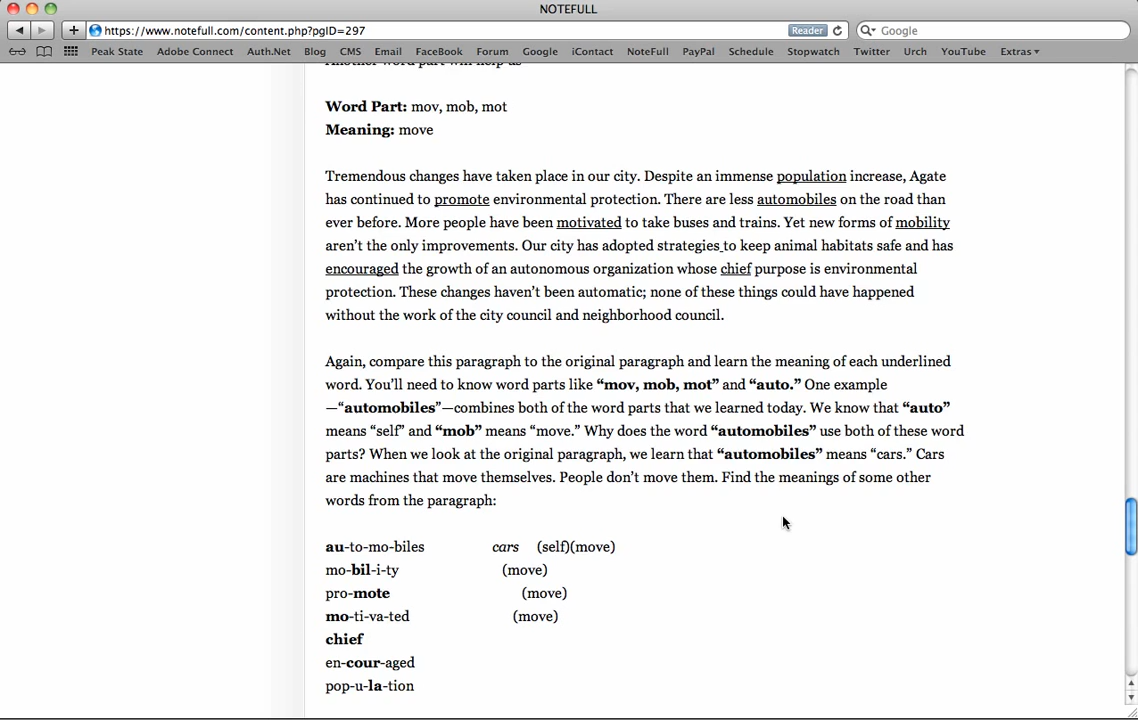 NOTEFULL
https://www.notefull.com/content.php?pgID=297
Reader
Google
Peak State Adobe Connect Auth.Net Blog CMS Email FaceBook Forum Google iContact NoteFull PayPal Schedule Stopwatch Twitter Urch YouTube Extras
Another word part will help us
Word Part: mov, mob, mot
Meaning: move
Tremendous changes have taken place in our city. Despite an immense population increase, Agate
has continued to promote environmental protection. There are less automobiles on the road than
ever before. More people have been motivated to take buses and trains. Yet new forms of mobility
aren’t the only improvements. Our city has adopted strategies to keep animal habitats safe and has
encouraged the growth of an autonomous organization whose chief purpose is environmental
protection. These changes haven’t been automatic; none of these things could have happened
without the work of the city council and neighborhood council.
Again, compare this paragraph to the original paragraph and learn the meaning of each underlined
word. You’ll need to know word parts like “mov, mob, mot” and “auto.” One example
—“automobiles”—combines both of the word parts that we learned today. We know that “auto”
means “self” and “mob” means “move.” Why does the word “automobiles” use both of these word
parts? When we look at the original paragraph, we learn that “automobiles” means “cars.” Cars
are machines that move themselves. People don’t move them. Find the meanings of some other
words from the paragraph:
au-to-mo-biles cars (self)(move)
mo-bil-i-ty (move)
pro-mote (move)
mo-ti-va-ted (move)
chief
en-cour-aged
pop-u-la-tion